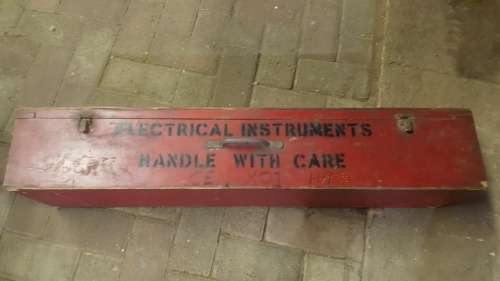 ELECTRICAL INSTRUMENTS
HANDLE WITH CARE